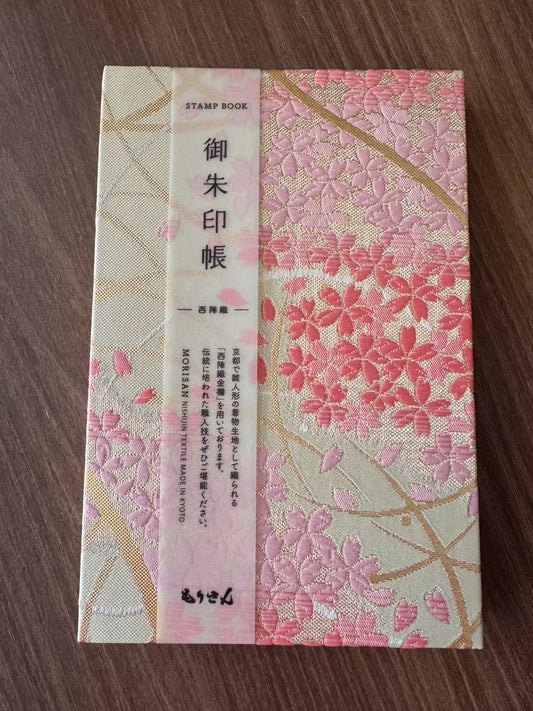 STAMP BOOK
御朱印帳
西陣織
京都で雛人形の着物生地として織られる
「西陣織金襴」を用いております。
伝統に培われた職人技をぜひご堪能ください。
MORISAN NISHIJIN TEXTILE MADE IN KYOTO
もりさん